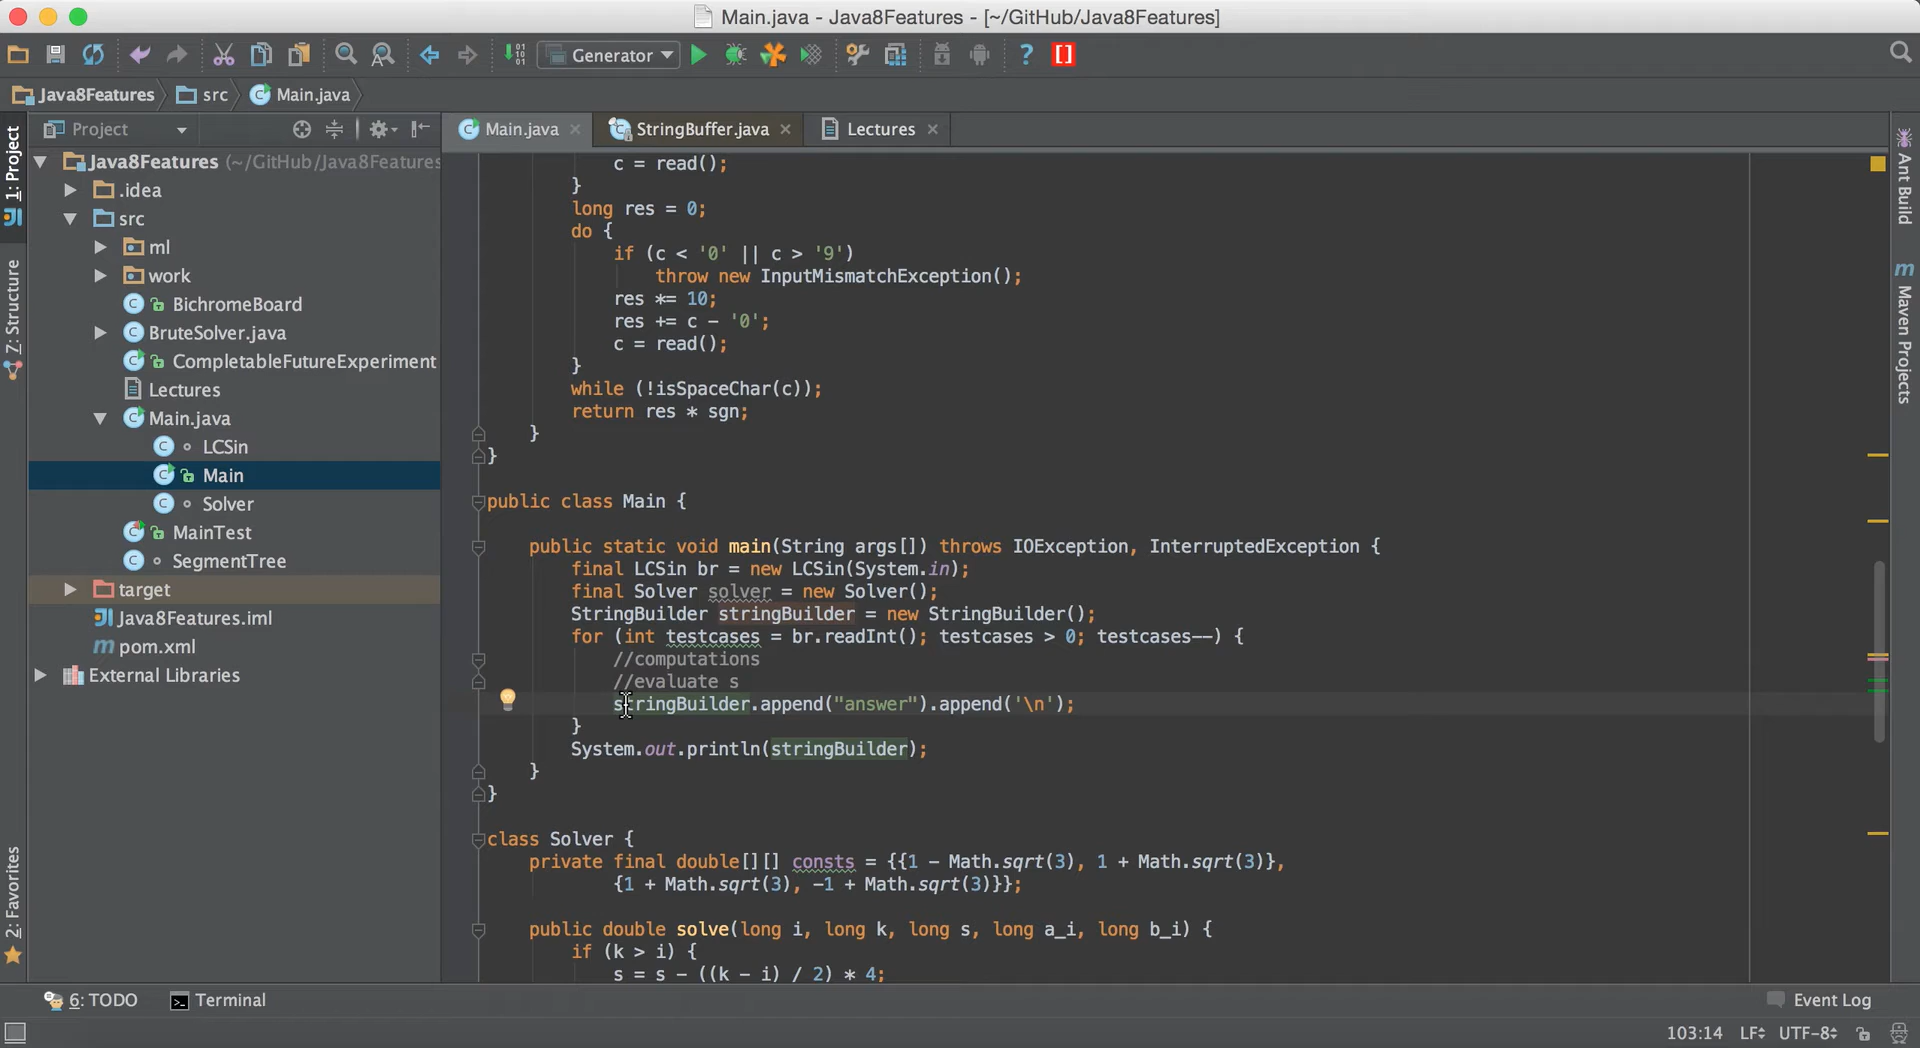 Main.java - Java8Features - [~/GitHub/Java8Features]
Generator
?
[]
Java8Features
src
Main.java
Project
Main.java
StringBuffer.java
Lectures
1: Project
Z: Structure
2: Favorites
Java8Features (~/GitHub/Java8Features
.idea
src
ml
work
BichromeBoard
BruteSolver.java
CompletableFutureExperiment
Lectures
Main.java
LCSin
Main
Solver
MainTest
SegmentTree
target
Java8Features.iml
pom.xml
External Libraries
c = read();
}
long res = 0;
do {
if (c < '0' || c > '9')
throw new InputMismatchException();
res *= 10;
res += c - '0';
c = read();
}
while (!isSpaceChar(c));
return res * sgn;
}
}
public class Main {
public static void main(String args[]) throws IOException, InterruptedException {
final LCSin br = new LCSin(System.in);
final Solver solver = new Solver();
StringBuilder stringBuilder = new StringBuilder();
for (int testcases = br.readInt(); testcases > 0; testcases--) {
//computations
//evaluate s
stringBuilder.append("answer").append('\n');
}
System.out.println(stringBuilder);
}
}
class Solver {
private final double[][] consts = {{1 - Math.sqrt(3), 1 + Math.sqrt(3)},
{1 + Math.sqrt(3), -1 + Math.sqrt(3)}};
public double solve(long i, long k, long s, long a_i, long b_i) {
if (k > i) {
s = s - ((k - i) / 2) * 4;
Ant Build
Maven Projects
6: TODO
Terminal
Event Log
103:14
LF
UTF-8